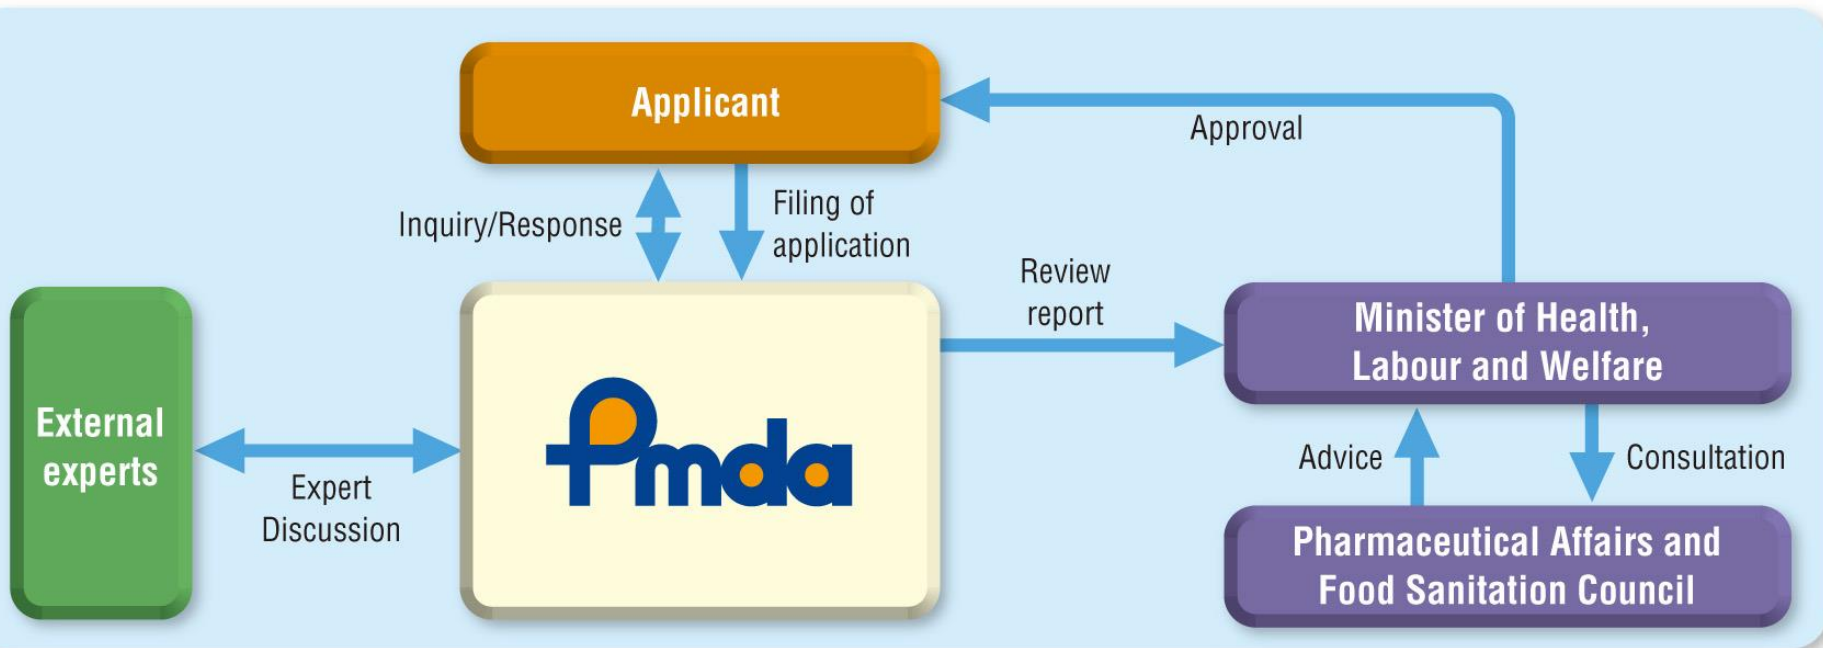 Applicant
Approval
Inquiry/Response
Filing of
application
Review
report
Minister of Health,
Labour and Welfare
External
experts
Expert
Discussion
Pmda
Advice
Consultation
Pharmaceutical Affairs and
Food Sanitation Council